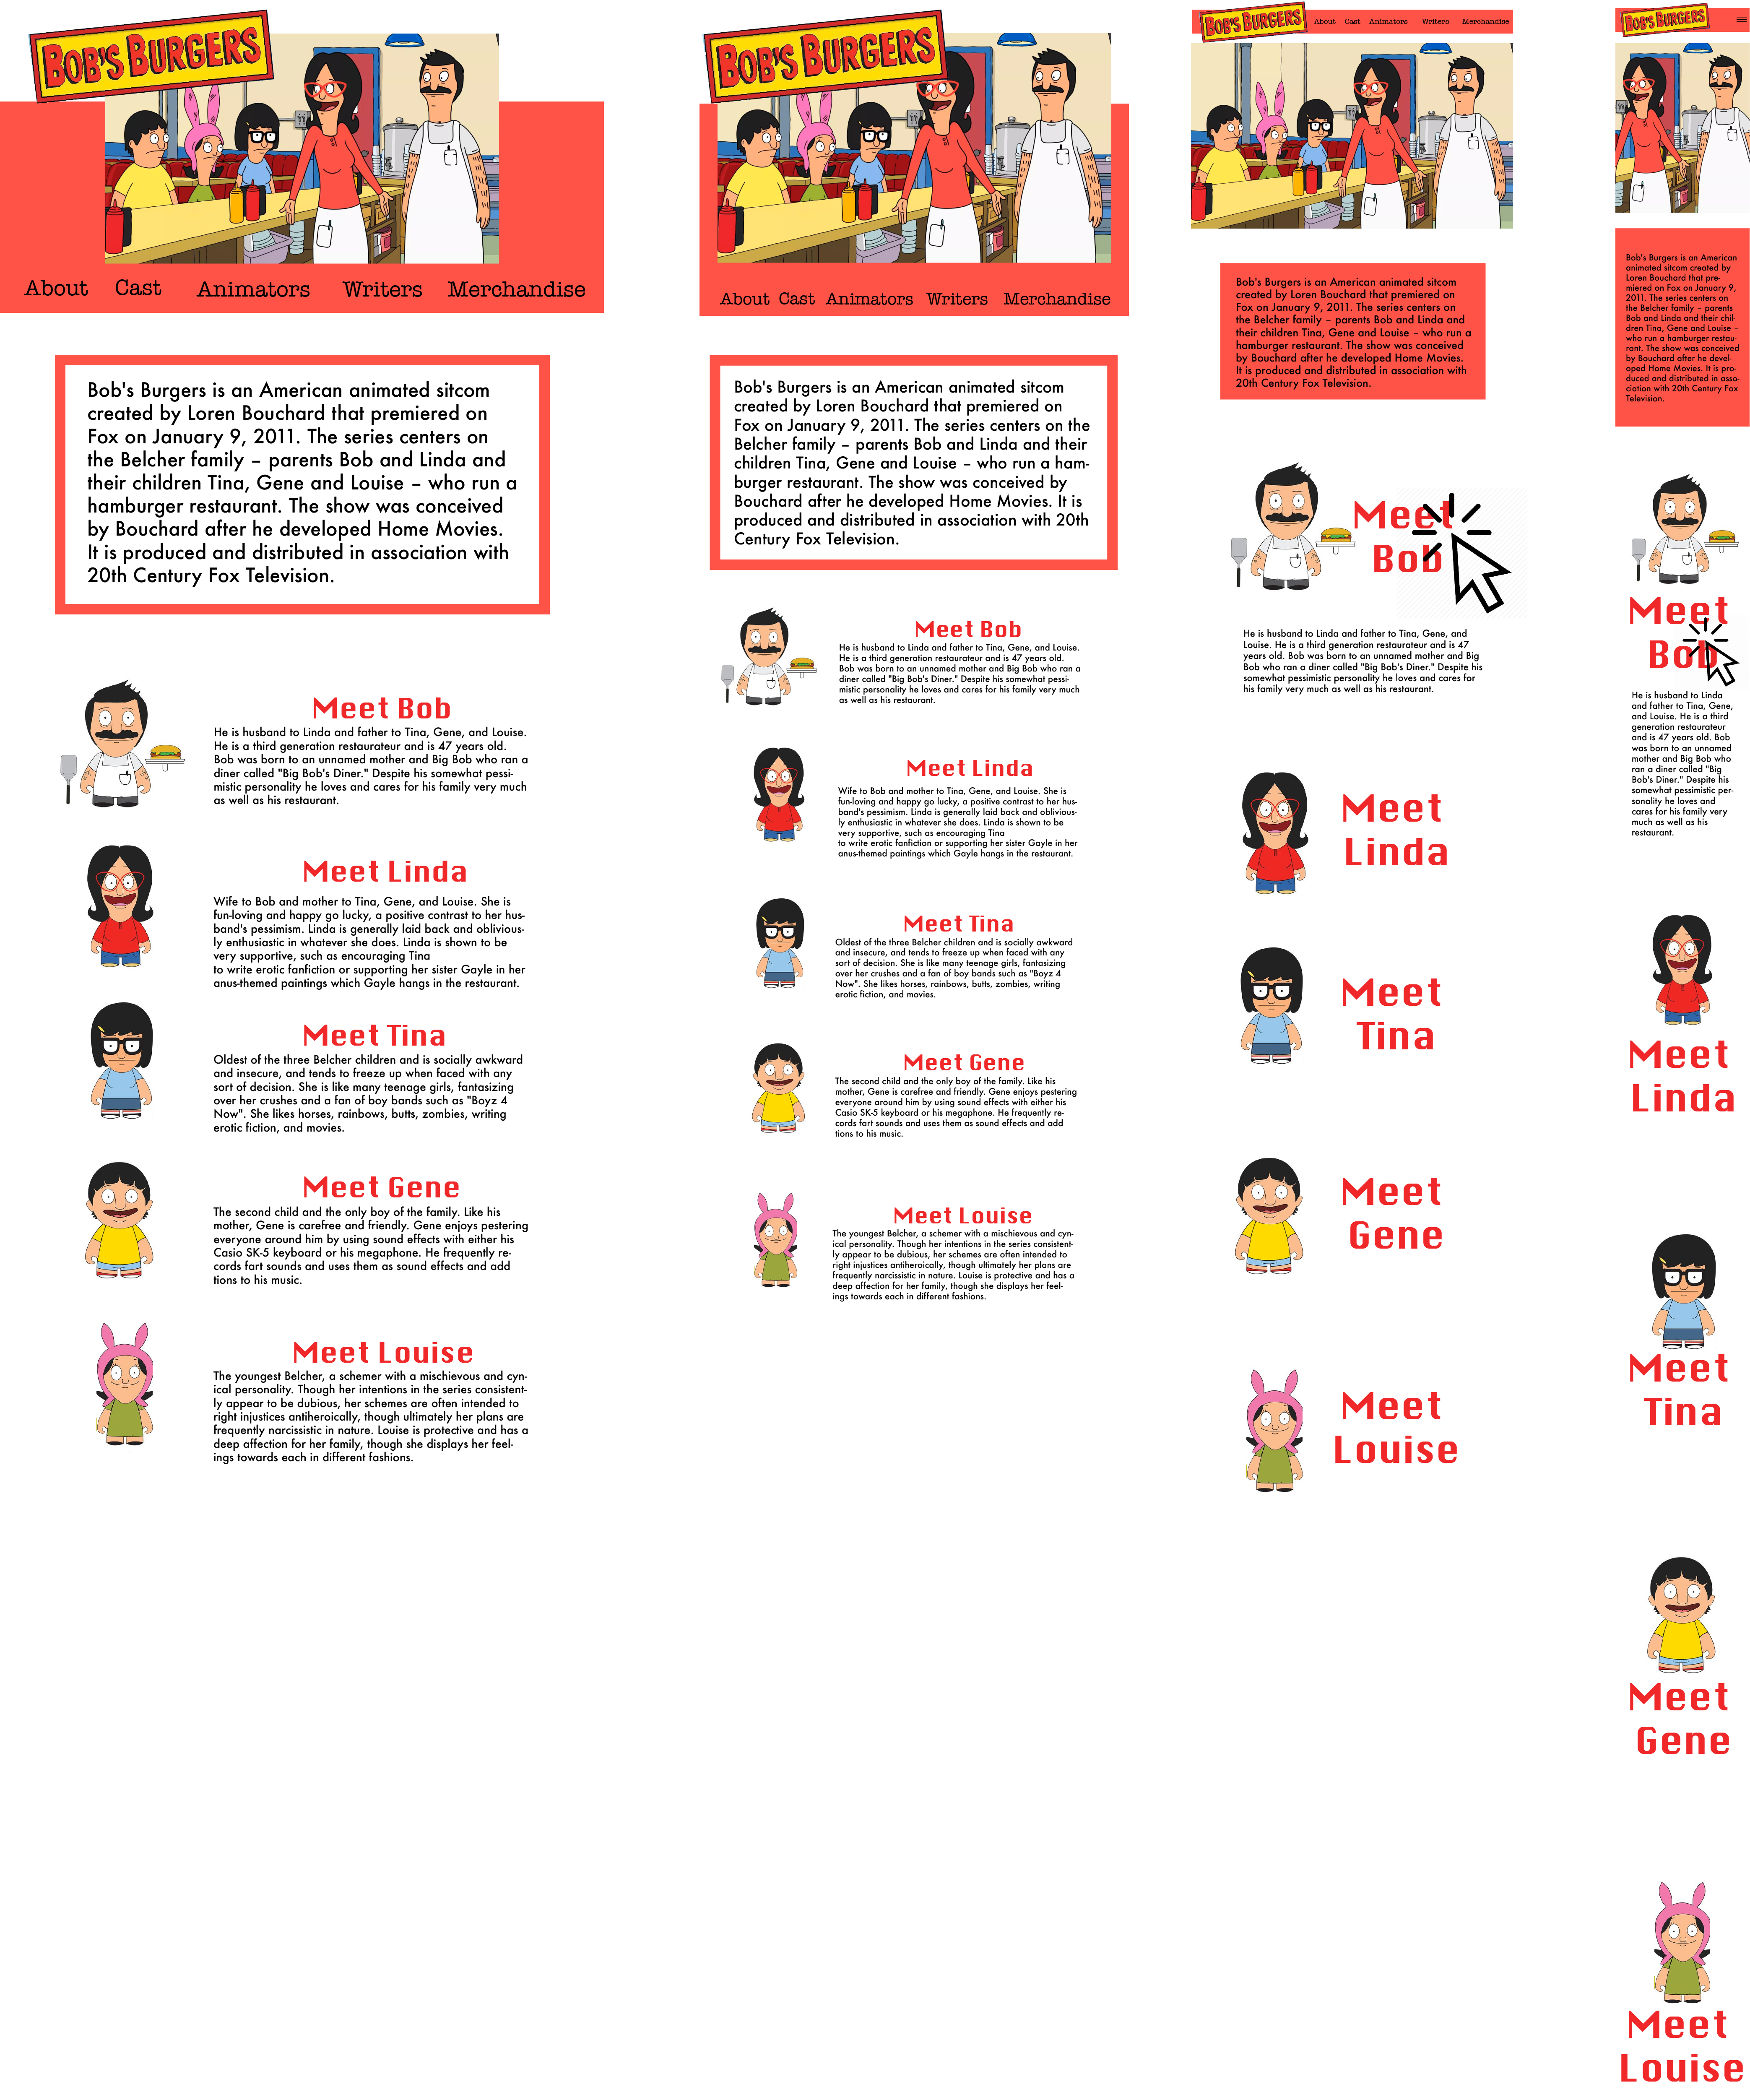 BOB'S BURGERS
About Cast Animators Writers Merchandise
Bob's Burgers is an American animated sitcom
created by Loren Bouchard that premiered on
Fox on January 9, 2011. The series centers on
the Belcher family – parents Bob and Linda and
their children Tina, Gene and Louise – who run a
hamburger restaurant. The show was conceived
by Bouchard after he developed Home Movies.
It is produced and distributed in association with
20th Century Fox Television.
Meet Bob
He is husband to Linda and father to Tina, Gene, and Louise.
He is a third generation restaurateur and is 47 years old.
Bob was born to an unnamed mother and Big Bob who ran a
diner called "Big Bob's Diner." Despite his somewhat pessi-
mistic personality he loves and cares for his family very much
as well as his restaurant.
Meet Linda
Wife to Bob and mother to Tina, Gene, and Louise. She is
fun-loving and happy go lucky, a positive contrast to her hus-
band's pessimism. Linda is generally laid back and oblivious-
ly enthusiastic in whatever she does. Linda is shown to be
very supportive, such as encouraging Tina
to write erotic fanfiction or supporting her sister Gayle in her
anus-themed paintings which Gayle hangs in the restaurant.
Meet Tina
Oldest of the three Belcher children and is socially awkward
and insecure, and tends to freeze up when faced with any
sort of decision. She is like many teenage girls, fantasizing
over her crushes and a fan of boy bands such as "Boyz 4
Now". She likes horses, rainbows, butts, zombies, writing
erotic fiction, and movies.
Meet Gene
The second child and the only boy of the family. Like his
mother, Gene is carefree and friendly. Gene enjoys pestering
everyone around him by using sound effects with either his
Casio SK-5 keyboard or his megaphone. He frequently re-
cords fart sounds and uses them as sound effects and add
tions to his music.
Meet Louise
The youngest Belcher, a schemer with a mischievous and cyn-
ical personality. Though her intentions in the series consistent-
ly appear to be dubious, her schemes are often intended to
right injustices antiheroically, though ultimately her plans are
frequently narcissistic in nature. Louise is protective and has a
deep affection for her family, though she displays her feel-
ings towards each in different fashions.
BOB'S BURGERS
About Cast Animators Writers Merchandise
Bob's Burgers is an American animated sitcom
created by Loren Bouchard that premiered on
Fox on January 9, 2011. The series centers on the
Belcher family – parents Bob and Linda and their
children Tina, Gene and Louise – who run a ham-
burger restaurant. The show was conceived by
Bouchard after he developed Home Movies. It is
produced and distributed in association with 20th
Century Fox Television.
Meet Bob
He is husband to Linda and father to Tina, Gene, and Louise.
He is a third generation restaurateur and is 47 years old.
Bob was born to an unnamed mother and Big Bob who ran a
diner called "Big Bob's Diner." Despite his somewhat pessi-
mistic personality he loves and cares for his family very much
as well as his restaurant.
Meet Linda
Wife to Bob and mother to Tina, Gene, and Louise. She is
fun-loving and happy go lucky, a positive contrast to her hus-
band's pessimism. Linda is generally laid back and oblivious-
ly enthusiastic in whatever she does. Linda is shown to be
very supportive, such as encouraging Tina
to write erotic fanfiction or supporting her sister Gayle in her
anus-themed paintings which Gayle hangs in the restaurant.
Meet Tina
Oldest of the three Belcher children and is socially awkward
and insecure, and tends to freeze up when faced with any
sort of decision. She is like many teenage girls, fantasizing
over her crushes and a fan of boy bands such as "Boyz 4
Now". She likes horses, rainbows, butts, zombies, writing
erotic fiction, and movies.
Meet Gene
The second child and the only boy of the family. Like his
mother, Gene is carefree and friendly. Gene enjoys pestering
everyone around him by using sound effects with either his
Casio SK-5 keyboard or his megaphone. He frequently re-
cords fart sounds and uses them as sound effects and add
tions to his music.
Meet Louise
The youngest Belcher, a schemer with a mischievous and cyn-
ical personality. Though her intentions in the series consistent-
ly appear to be dubious, her schemes are often intended to
right injustices antiheroically, though ultimately her plans are
frequently narcissistic in nature. Louise is protective and has a
deep affection for her family, though she displays her feel-
ings towards each in different fashions.
BOB'S BURGERS
About Cast Animators Writers Merchandise
Bob's Burgers is an American animated sitcom
created by Loren Bouchard that premiered on
Fox on January 9, 2011. The series centers on
the Belcher family – parents Bob and Linda and
their children Tina, Gene and Louise – who run a
hamburger restaurant. The show was conceived
by Bouchard after he developed Home Movies.
It is produced and distributed in association with
20th Century Fox Television.
Meet
Bob
He is husband to Linda and father to Tina, Gene, and
Louise. He is a third generation restaurateur and is 47
years old. Bob was born to an unnamed mother and Big
Bob who ran a diner called "Big Bob's Diner." Despite his
somewhat pessimistic personality he loves and cares for
his family very much as well as his restaurant.
Meet
Linda
Meet
Tina
Meet
Gene
Meet
Louise
BOB'S BURGERS
Bob's Burgers is an American
animated sitcom created by
Loren Bouchard that pre-
miered on Fox on January 9,
2011. The series centers on
the Belcher family – parents
Bob and Linda and their chil-
dren Tina, Gene and Louise –
who run a hamburger restau-
rant. The show was conceived
by Bouchard after he devel-
oped Home Movies. It is pro-
duced and distributed in asso-
ciation with 20th Century Fox
Television.
Meet
Bob
He is husband to Linda
and father to Tina, Gene,
and Louise. He is a third
generation restaurateur
and is 47 years old. Bob
was born to an unnamed
mother and Big Bob who
ran a diner called "Big
Bob's Diner." Despite his
somewhat pessimistic per-
sonality he loves and
cares for his family very
much as well as his
restaurant.
Meet
Linda
Meet
Tina
Meet
Gene
Meet
Louise